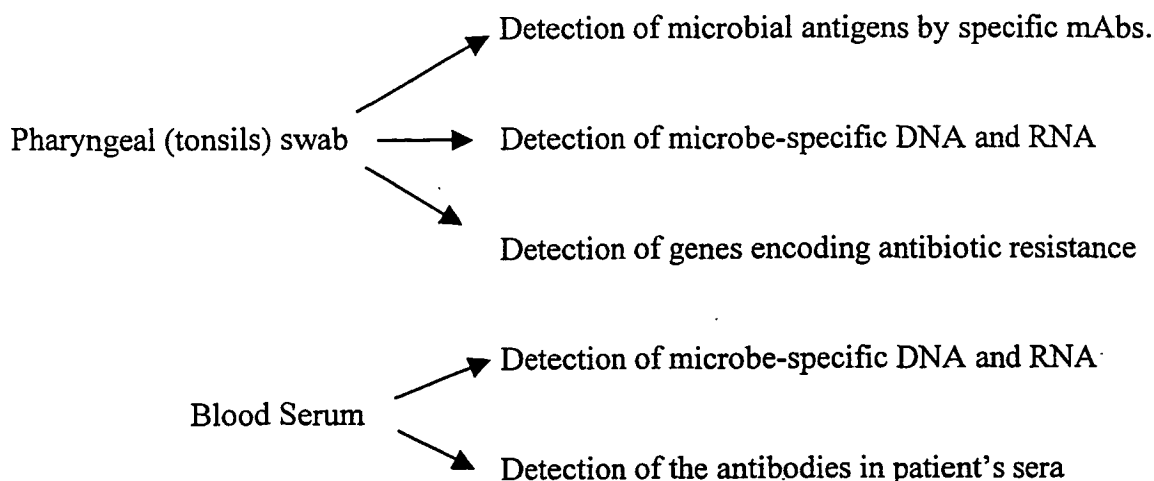 Detection of microbial antigens by specific mAbs.
Pharyngeal (tonsils) swab
Detection of microbe-specific DNA and RNA
Detection of genes encoding antibiotic resistance
Detection of microbe-specific DNA and RNA
Blood Serum
Detection of the antibodies in patient's sera